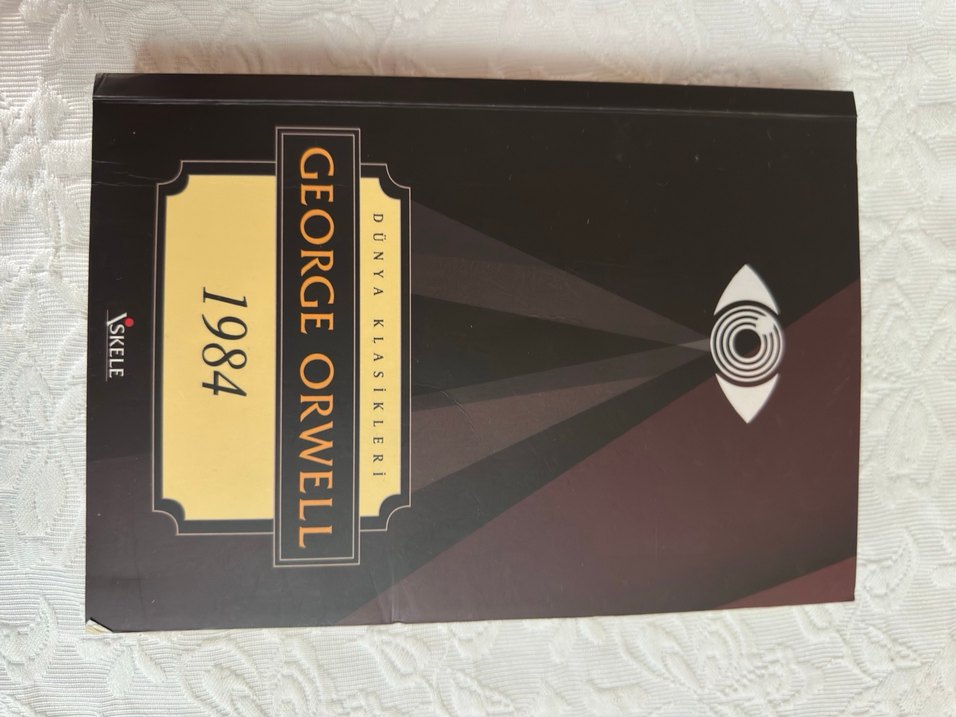 DÜNYA KLASİKLERİ
GEORGE ORWELL
1984
İSKELE